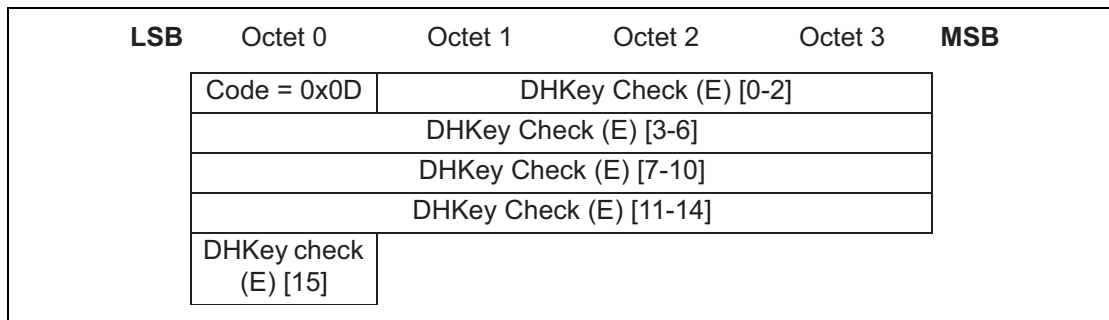 LSB Octet 0 Octet 1 Octet 2 Octet 3 MSB
Code = 0x0D DHKey Check (E) [0-2]
DHKey Check (E) [3-6]
DHKey Check (E) [7-10]
DHKey Check (E) [11-14]
DHKey check
(E) [15]